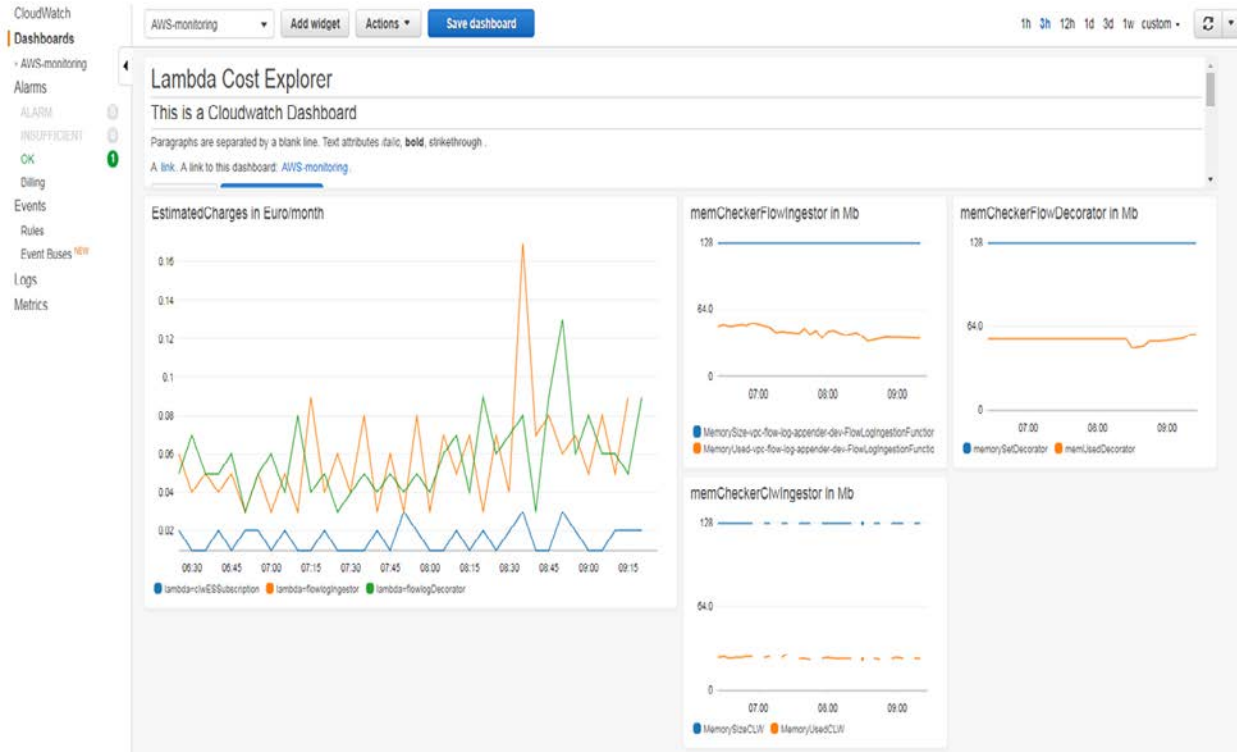 CloudWatch
Dashboards
AWS-monitoring
Alarms
ALARM 0
INSUFFICIENT 0
OK 1
Billing
Events
Rules
Event Buses NEW
Logs
Metrics
AWS-monitoring Add widget Actions Save dashboard
1h 3h 12h 1d 3d 1w custom
Lambda Cost Explorer
This is a Cloudwatch Dashboard
Paragraphs are separated by a blank line. Text attributes italic, bold, strikethrough .
A link. A link to this dashboard: AWS-monitoring.
EstimatedCharges in Euro/month
0.16
0.14
0.12
0.1
0.08
0.06
0.04
0.02
06:30 06:45 07:00 07:15 07:30 07:45 08:00 08:15 08:30 08:45 09:00 09:15
lambda=clwESSubscription lambda=flowlogIngestor lambda=flowlogDecorator
memCheckerFlowIngestor in Mb
128
64.0
0
07:00 08:00 09:00
MemorySize-vpc-flow-log-appender-dev-FlowLogIngestionFunctior
MemoryUsed-vpc-flow-log-appender-dev-FlowLogIngestionFunctio
memCheckerFlowDecorator in Mb
128
64.0
0
07:00 08:00 09:00
memorySetDecorator memUsedDecorator
memCheckerClwIngestor in Mb
128
64.0
0
07:00 08:00 09:00
MemorySizeCLW MemoryUsedCLW